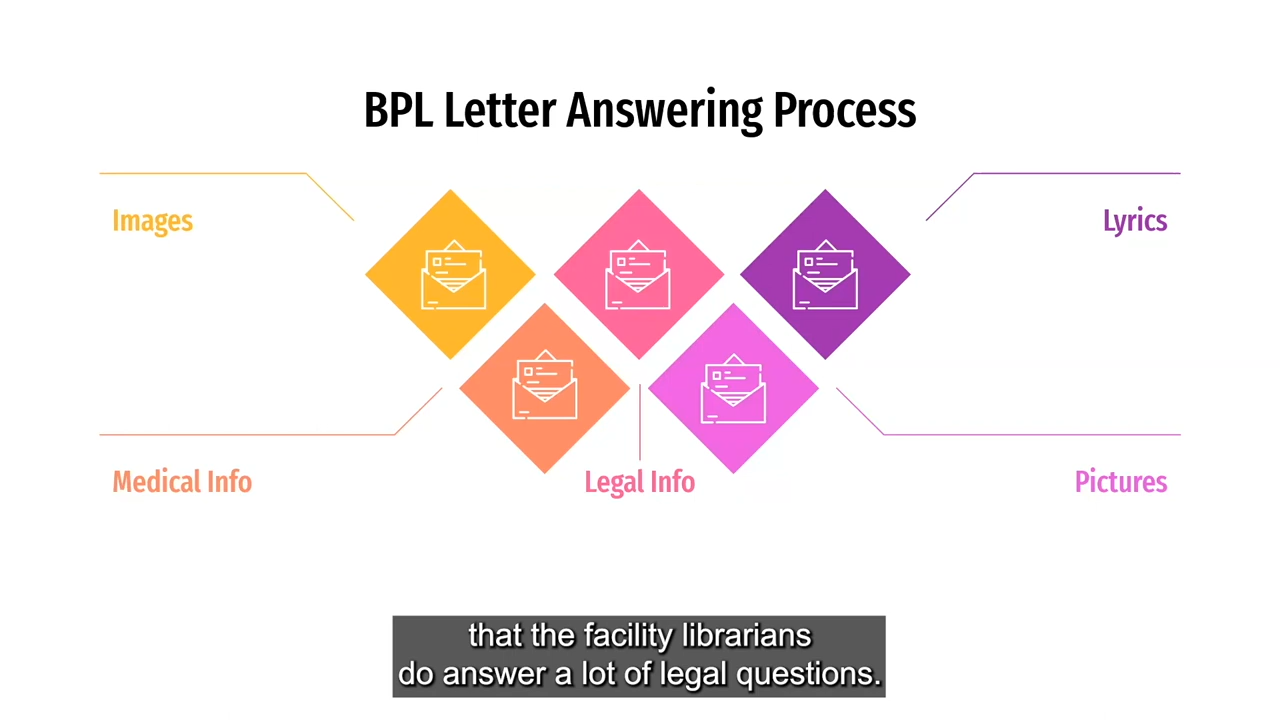 BPL Letter Answering Process
Images
Lyrics
Medical Info
Legal Info
Pictures
that the facility librarians
do answer a lot of legal questions.